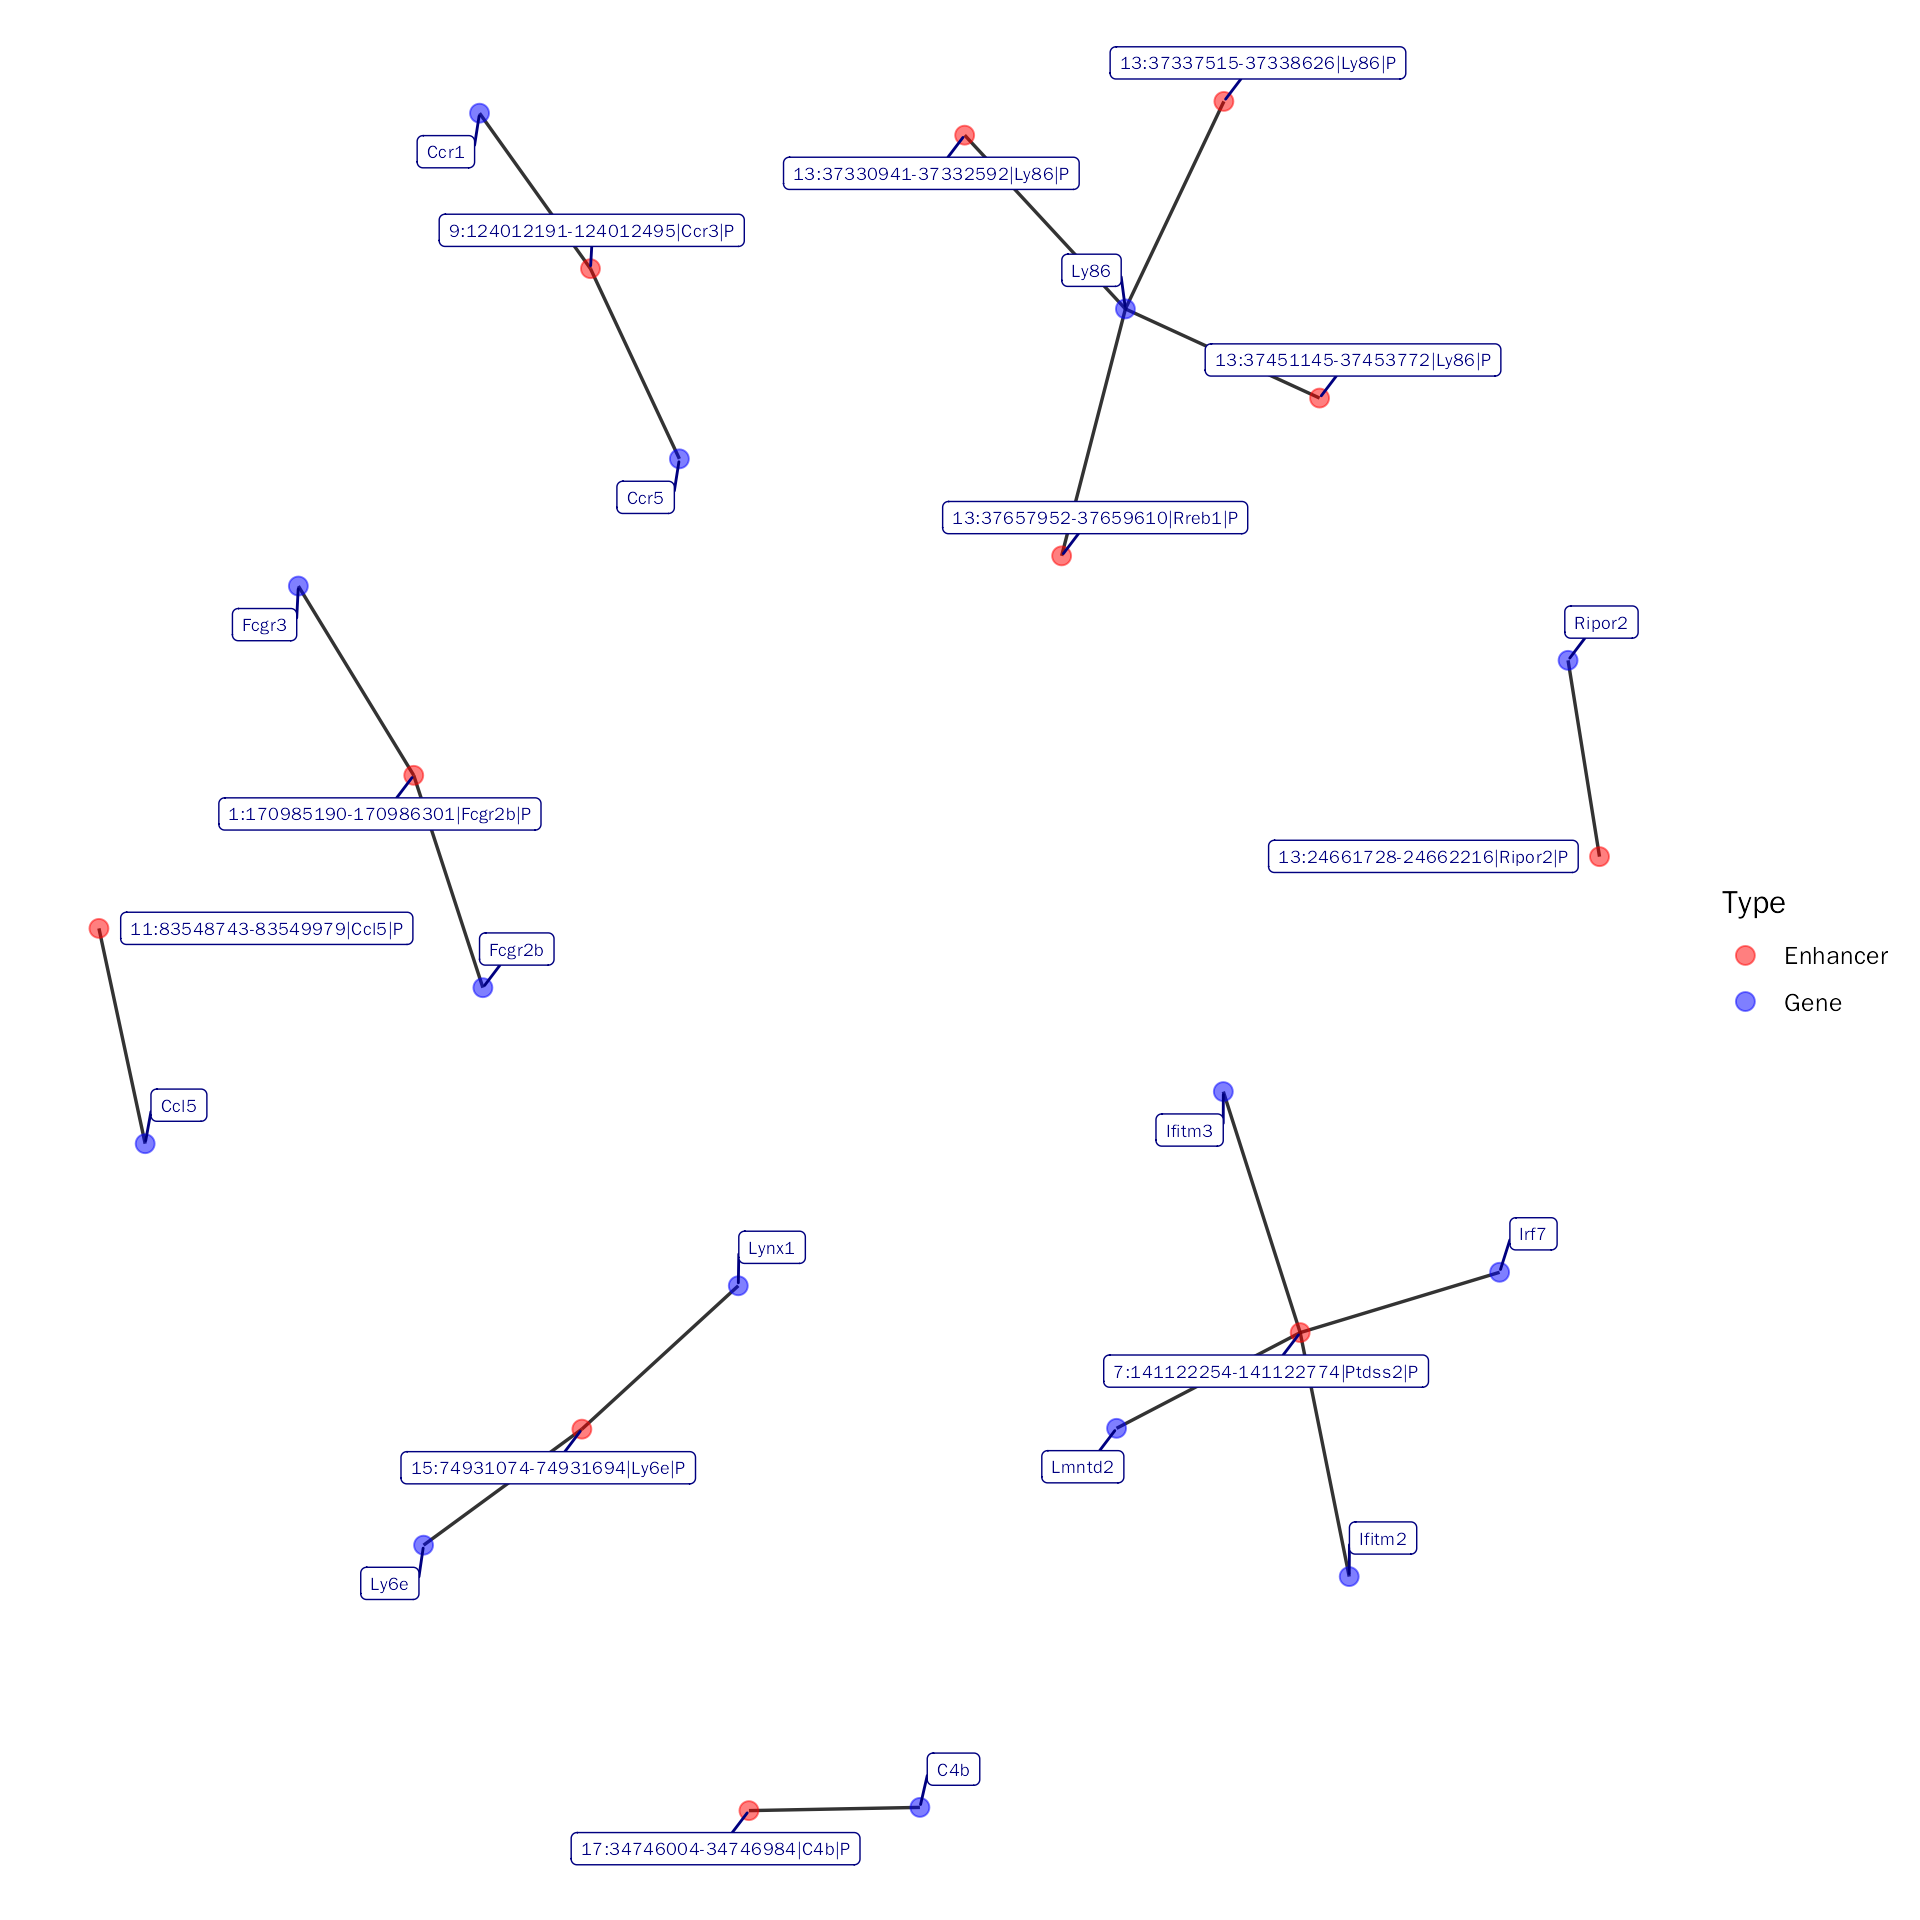 13:37337515-37338626|Ly86|P
Ccr1
13:37330941-37332592|Ly86|P
9:124012191-124012495|Ccr3|P
Ly86
13:37451145-37453772|Ly86|P
Ccr5
13:37657952-37659610|Rreb1|P
Fcgr3
Ripor2
1:170985190-170986301|Fcgr2b|P
13:24661728-24662216|Ripor2|P
11:83548743-83549979|Ccl5|P
Fcgr2b
Type
Enhancer
Gene
Ccl5
Ifitm3
Irf7
Lynx1
7:141122254-141122774|Ptdss2|P
15:74931074-74931694|Ly6e|P
Lmntd2
Ifitm2
Ly6e
C4b
17:34746004-34746984|C4b|P